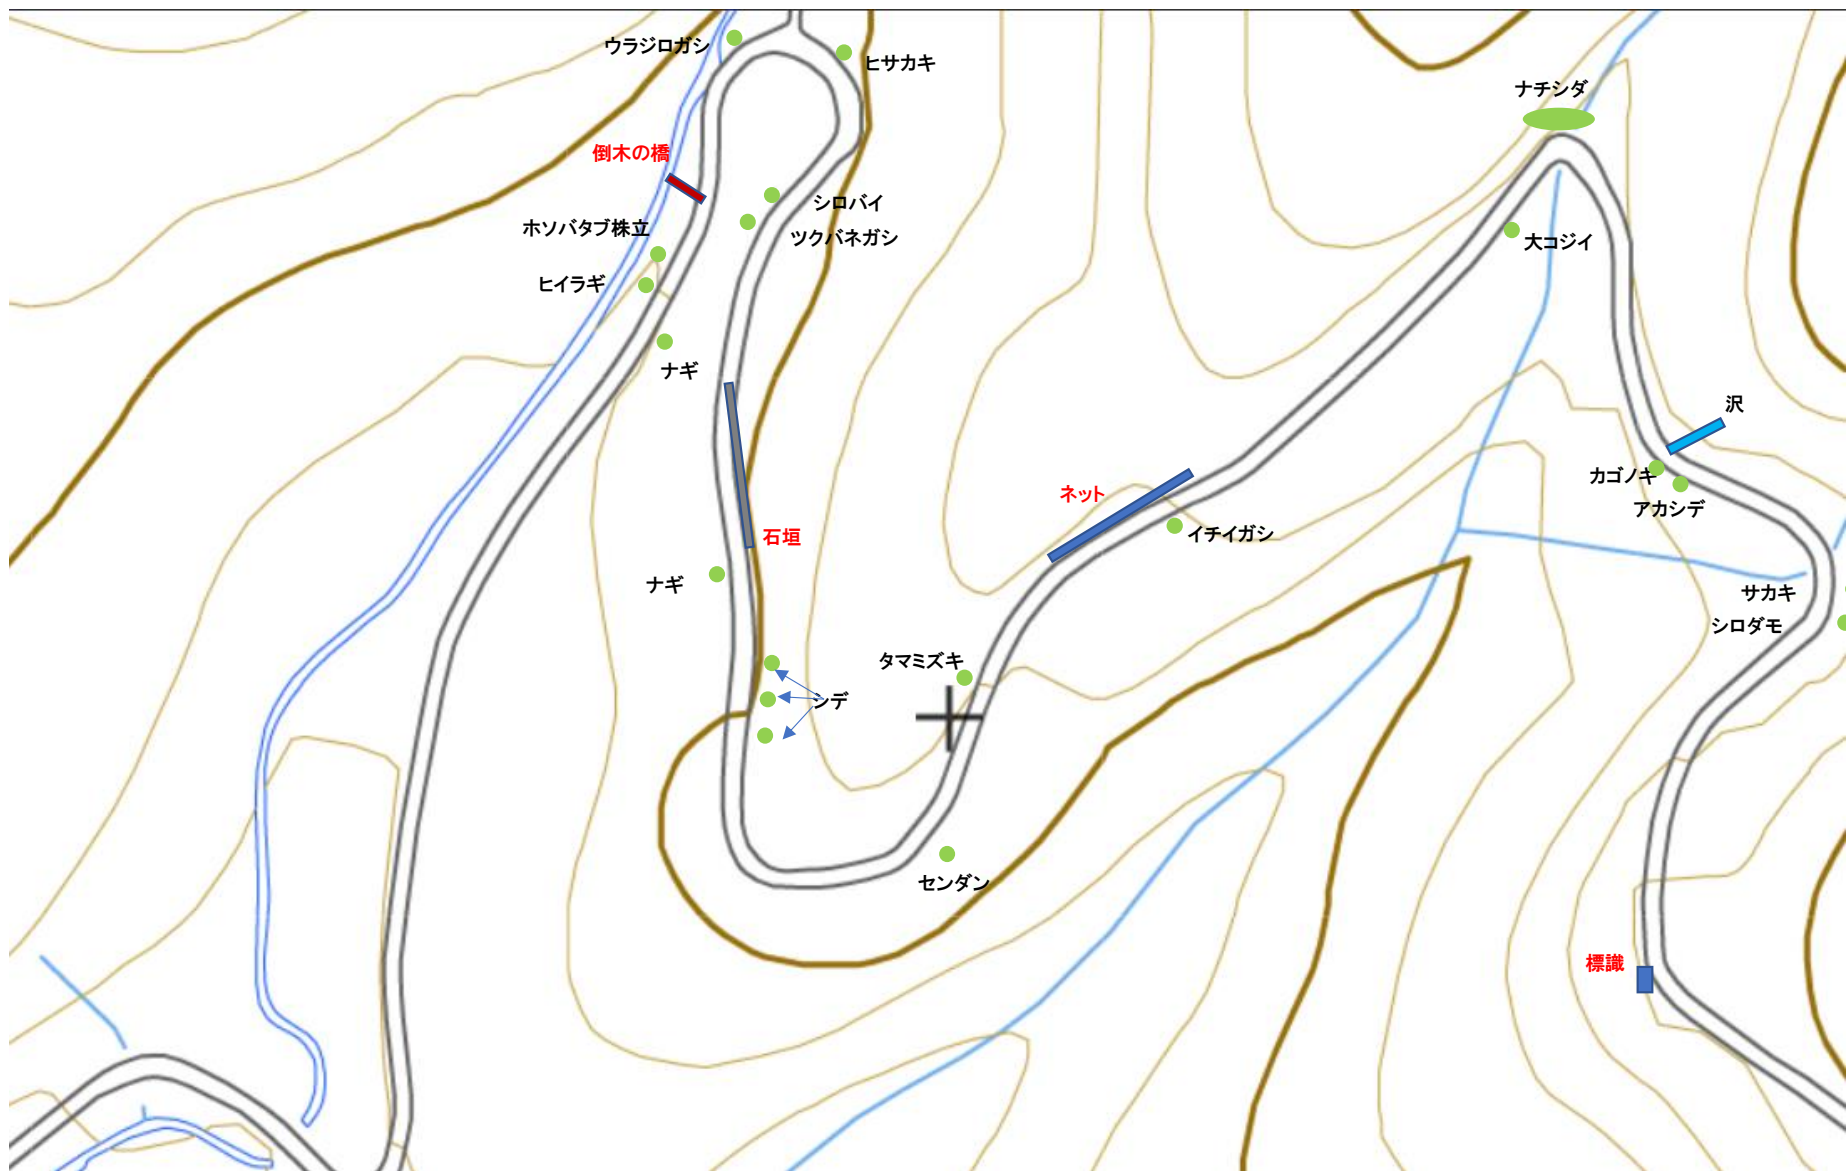 ウラジロガシ
ヒサカキ
ナチシダ
倒木の橋
シロバイ
ホソバタブ株立
ツクバネガシ
大コジイ
ヒイラギ
ナギ
沢
カゴノキ
ネット
アカシデ
石垣
イチイガシ
ナギ
サカキ
シロダモ
タマミズキ
シデ
センダン
標識